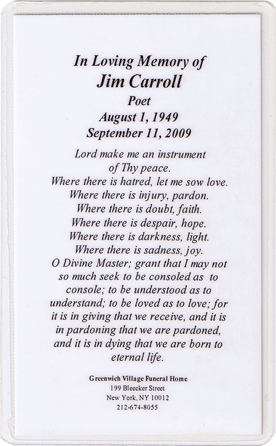 In Loving Memory of
Jim Carroll
Poet
August 1, 1949
September 11, 2009
Lord make me an instrument
of Thy peace.
Where there is hatred, let me sow love.
Where there is injury, pardon.
Where there is doubt, faith.
Where there is despair, hope.
Where there is darkness, light.
Where there is sadness, joy.
O Divine Master; grant that I may not
so much seek to be consoled as to
console; to be understood as to
understand; to be loved as to love; for
it is in giving that we receive, and it is
in pardoning that we are pardoned,
and it is in dying that we are born to
eternal life.
Greenwich Village Funeral Home
199 Bleecker Street
New York, NY 10012
212-674-8055